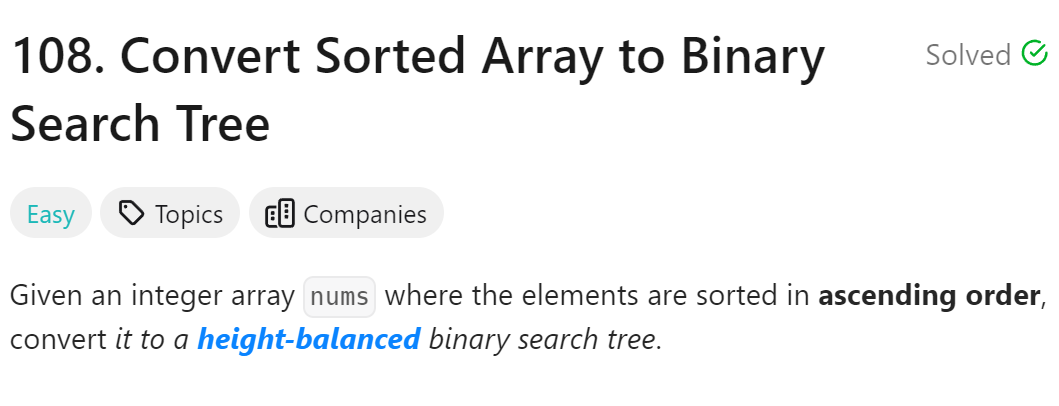 108. Convert Sorted Array to Binary
Solved
Search Tree
Easy
Topics
Companies
Given an integer array nums where the elements are sorted in ascending order,
convert it to a height-balanced binary search tree.